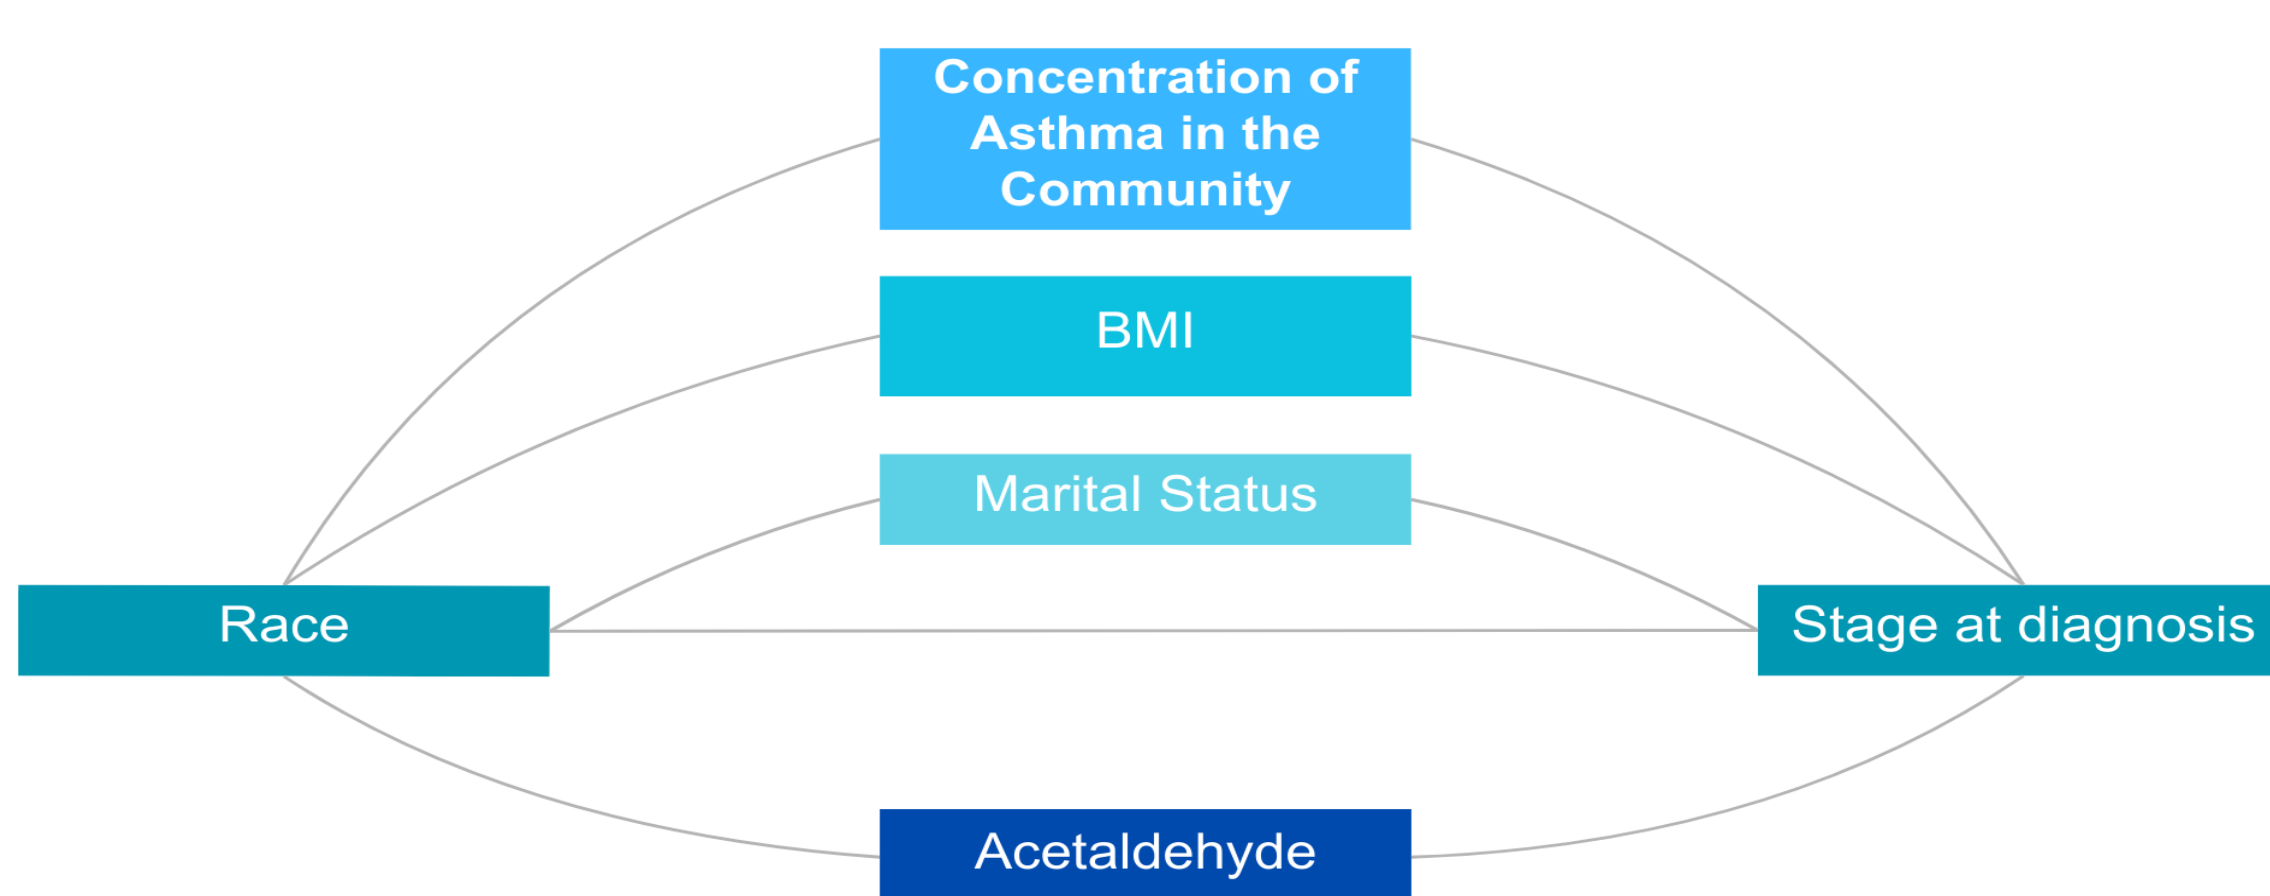 Concentration of
Asthma in the
Community
BMI
Marital Status
Race
Stage at diagnosis
Acetaldehyde